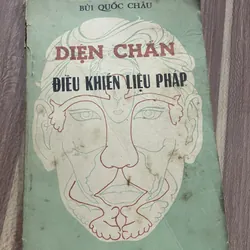 BÙI QUỐC CHÂU
DIỆN CHẨN
ĐIỀU KHIỂN LIỆU PHÁP